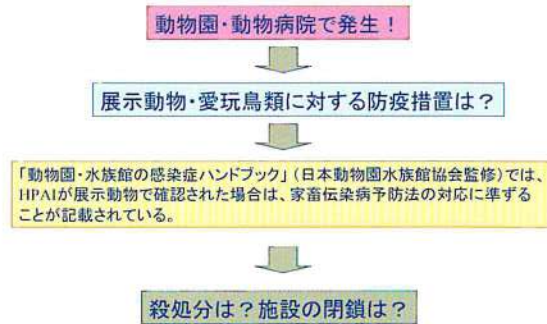 動物園・動物病院で発生！
展示動物・愛玩鳥類に対する防疫措置は？
「動物園・水族館の感染症ハンドブック」（日本動物園水族館協会監修）では、
HPAIが展示動物で確認された場合は、家畜伝染病予防法の対応に準ずる
ことが記載されている。
殺処分は？施設の閉鎖は？